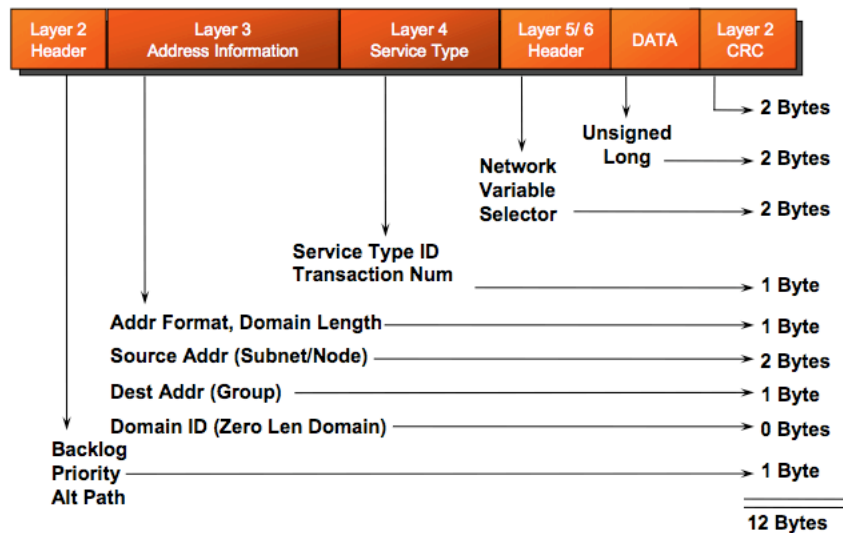 Layer 2 Header
Layer 3 Address Information
Layer 4 Service Type
Layer 5/ 6 Header
DATA
Layer 2 CRC
2 Bytes
Unsigned
Long
2 Bytes
Network
Variable
Selector
2 Bytes
Service Type ID
Transaction Num
1 Byte
Addr Format, Domain Length
1 Byte
Source Addr (Subnet/Node)
2 Bytes
Dest Addr (Group)
1 Byte
Domain ID (Zero Len Domain)
0 Bytes
Backlog
Priority
Alt Path
1 Byte
12 Bytes